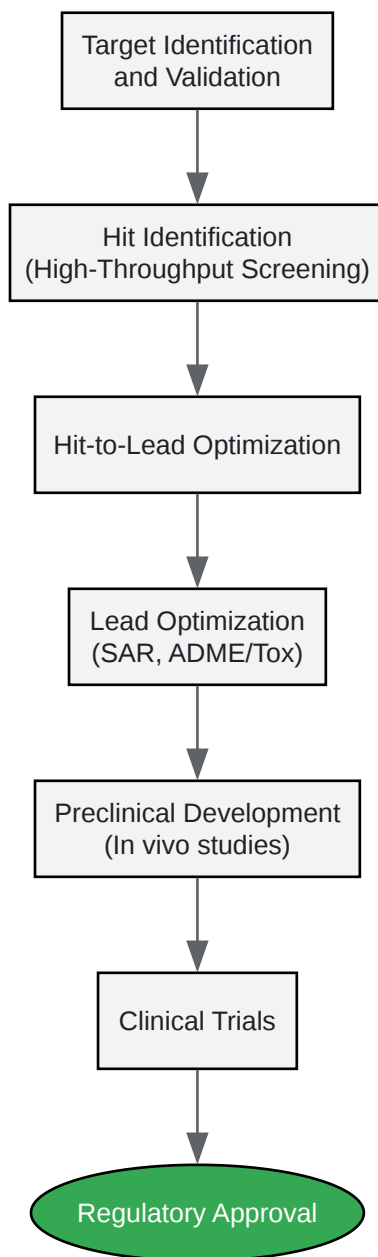 Target Identification
and Validation
Hit Identification
(High-Throughput Screening)
Hit-to-Lead Optimization
Lead Optimization
(SAR, ADME/Tox)
Preclinical Development
(In vivo studies)
Clinical Trials
Regulatory Approval